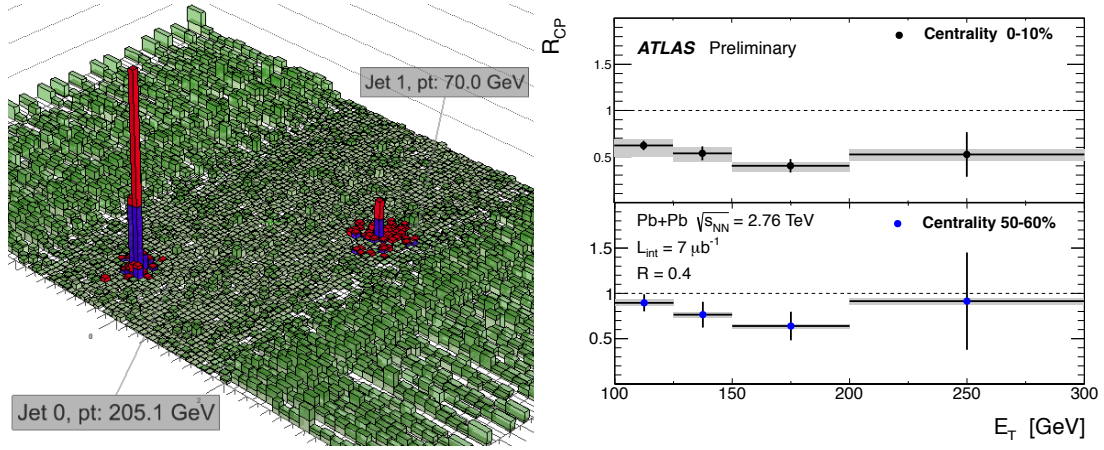 Jet 1, pt: 70.0 GeV
0
2
Jet 0, pt: 205.1 GeV
R_CP
ATLAS Preliminary
Centrality 0-10%
1.5
1
0.5
Pb+Pb √s_NN = 2.76 TeV
Centrality 50-60%
L_int = 7 μb⁻¹
R = 0.4
1.5
1
0.5
100 150 200 250 300
E_T [GeV]